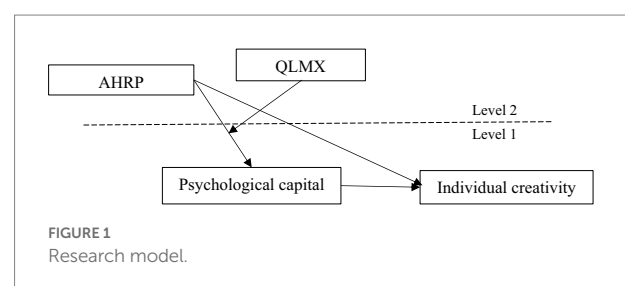 QLMX
AHRP
Level 2
Level 1
Psychological capital
Individual creativity
FIGURE 1
Research model.